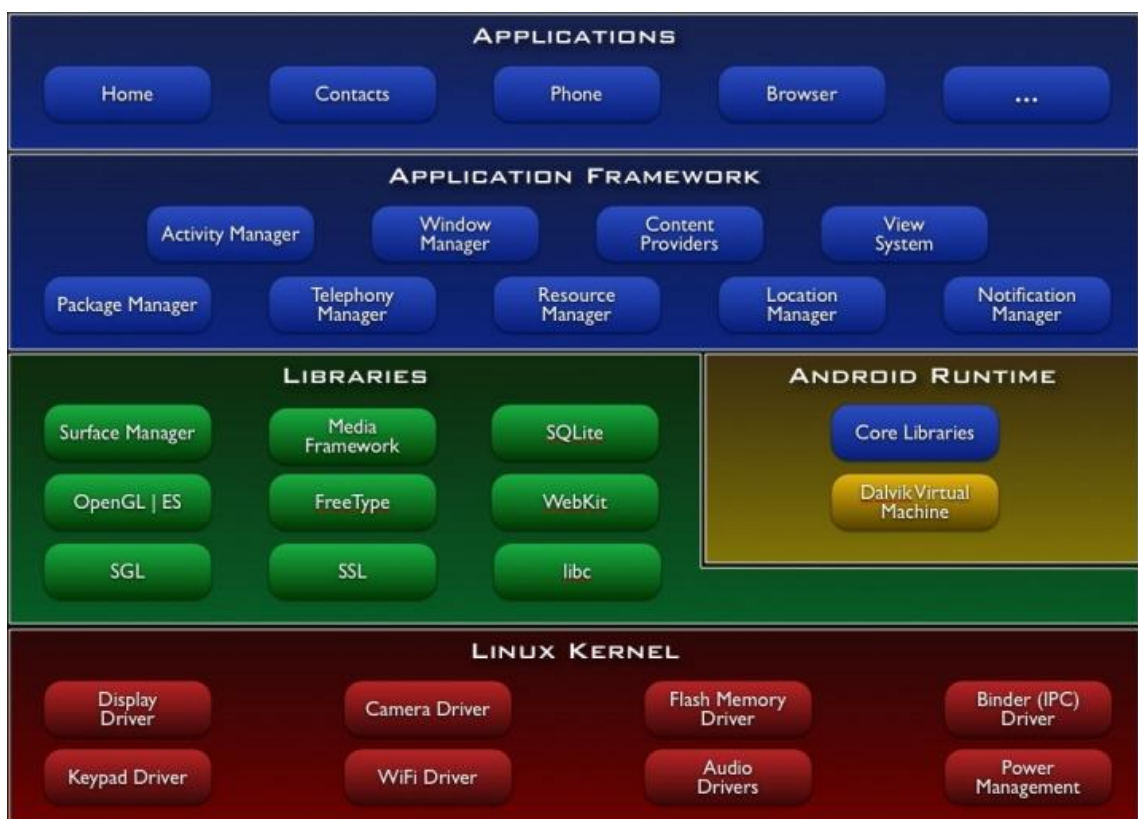 APPLICATIONS
Home
Contacts
Phone
Browser
...
APPLICATION FRAMEWORK
Activity Manager
Window
Manager
Content
Providers
View
System
Package Manager
Telephony
Manager
Resource
Manager
Location
Manager
Notification
Manager
LIBRARIES
Surface Manager
Media
Framework
SQLite
OpenGL | ES
FreeType
WebKit
SGL
SSL
libc
ANDROID RUNTIME
Core Libraries
Dalvik Virtual
Machine
LINUX KERNEL
Display
Driver
Camera Driver
Flash Memory
Driver
Binder (IPC)
Driver
Keypad Driver
WiFi Driver
Audio
Drivers
Power
Management